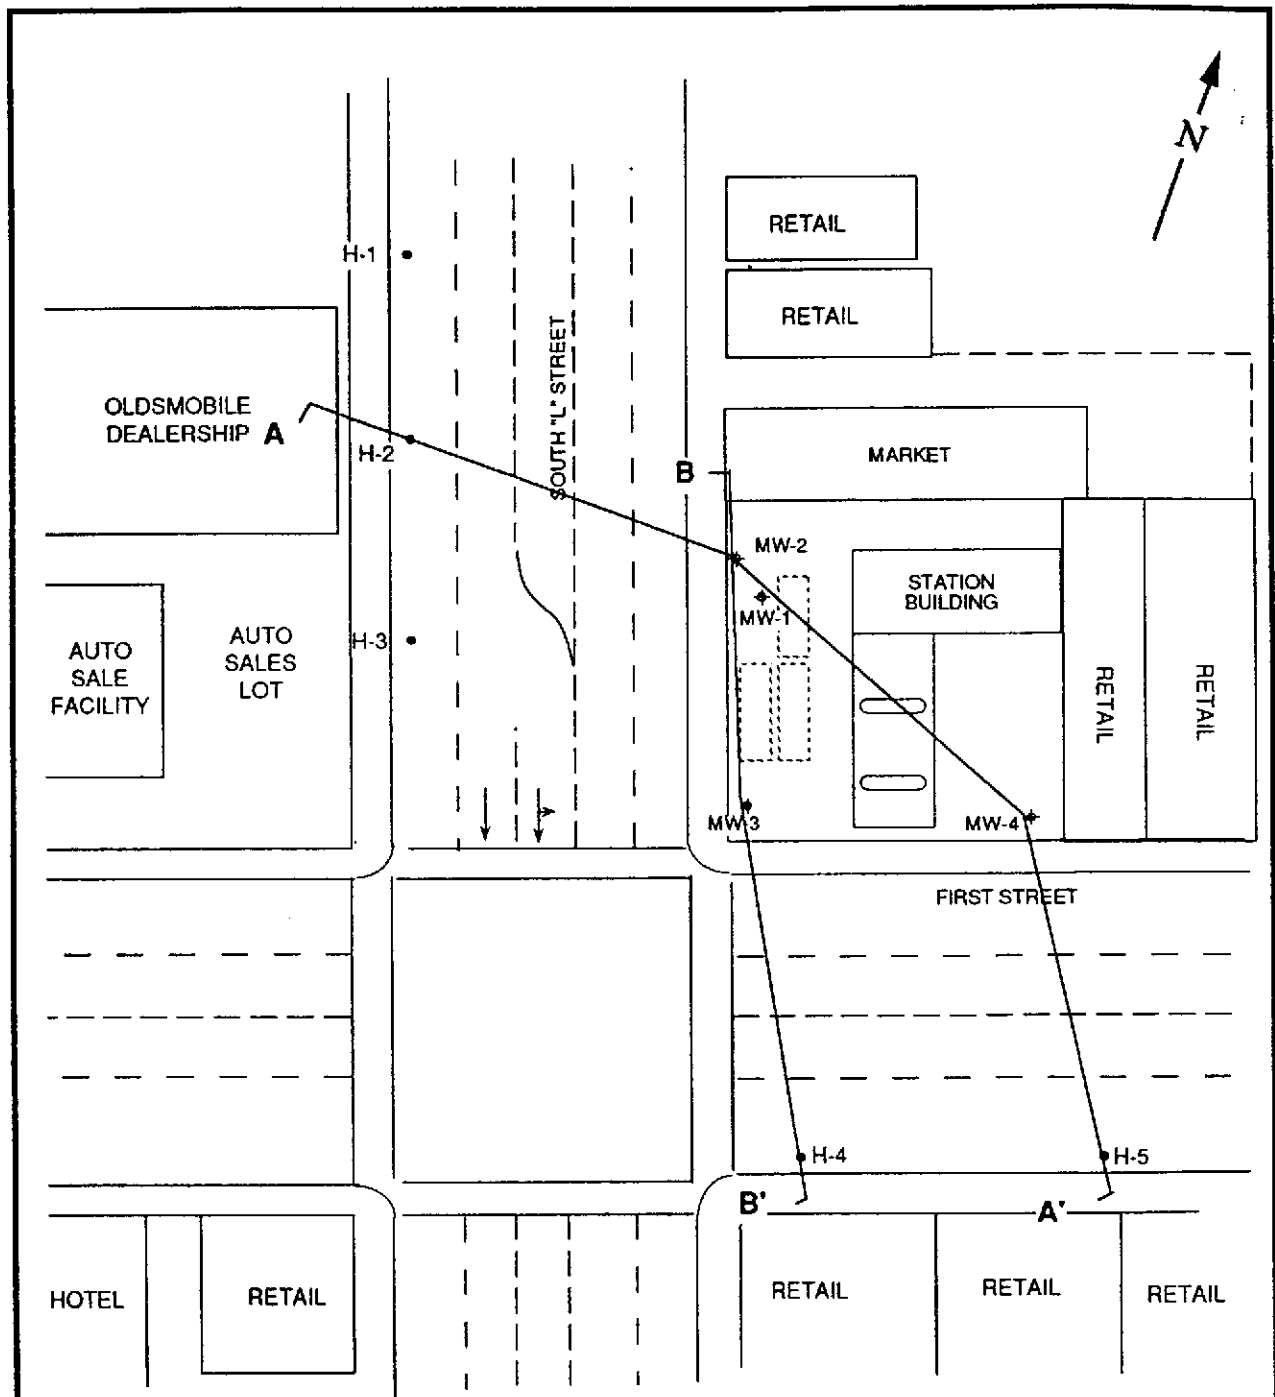 N
RETAIL
H-1
RETAIL
SOUTH "L" STREET
OLDSMOBILE
DEALERSHIP
A
H-2
MARKET
B
MW-2
STATION
BUILDING
MW-1
H-3
AUTO
SALES
LOT
AUTO
SALE
FACILITY
RETAIL
RETAIL
MW-3
MW-4
FIRST STREET
H-4
H-5
B'
A'
HOTEL
RETAIL
RETAIL
RETAIL
RETAIL